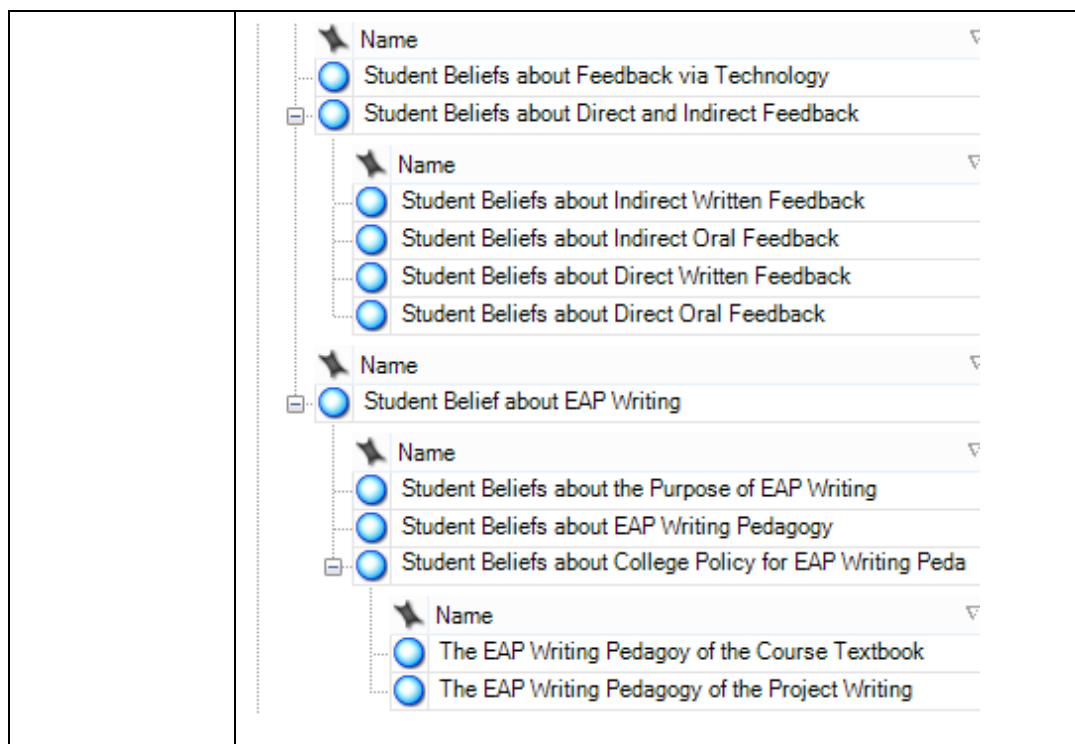 Name
Student Beliefs about Feedback via Technology
Student Beliefs about Direct and Indirect Feedback
Name
Student Beliefs about Indirect Written Feedback
Student Beliefs about Indirect Oral Feedback
Student Beliefs about Direct Written Feedback
Student Beliefs about Direct Oral Feedback
Name
Student Belief about EAP Writing
Name
Student Beliefs about the Purpose of EAP Writing
Student Beliefs about EAP Writing Pedagogy
Student Beliefs about College Policy for EAP Writing Peda
Name
The EAP Writing Pedagoy of the Course Textbook
The EAP Writing Pedagogy of the Project Writing